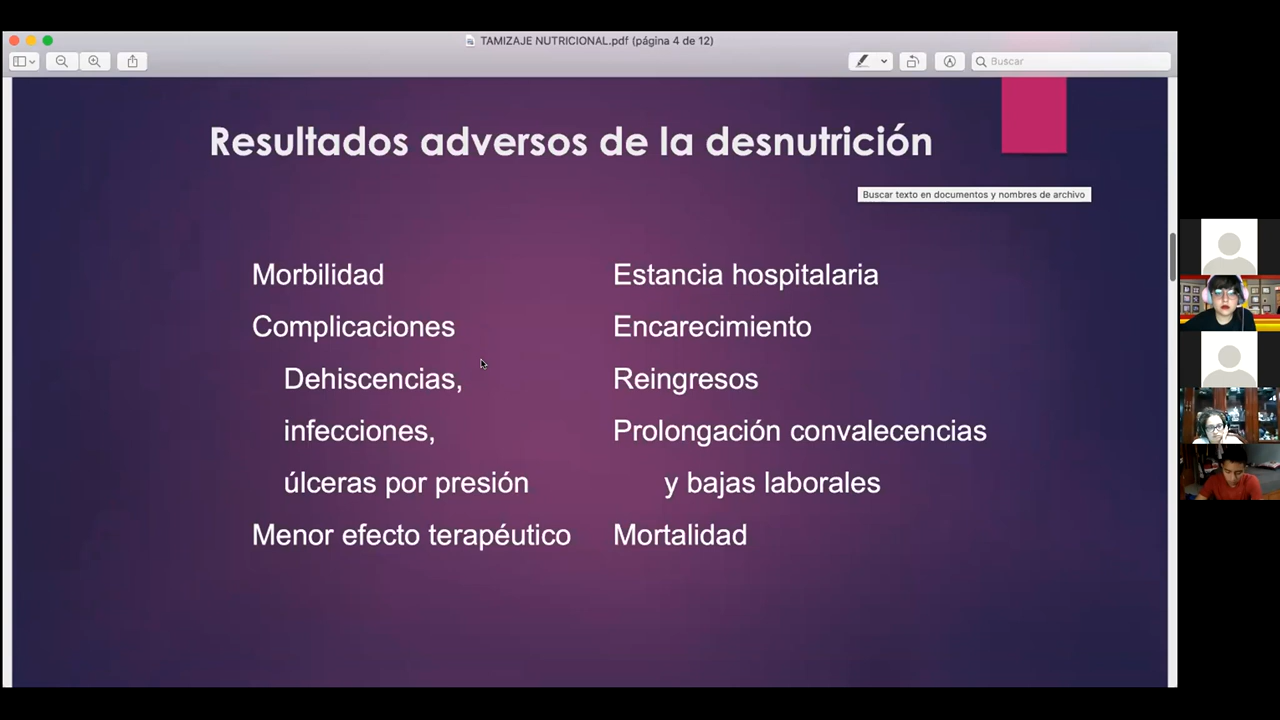 TAMIZAJE NUTRICIONAL.pdf (página 4 de 12)
Buscar
Resultados adversos de la desnutrición
Buscar texto en documentos y nombres de archivo
Morbilidad
Complicaciones
Dehiscencias,
infecciones,
úlceras por presión
Menor efecto terapéutico
Estancia hospitalaria
Encarecimiento
Reingresos
Prolongación convalecencias
y bajas laborales
Mortalidad